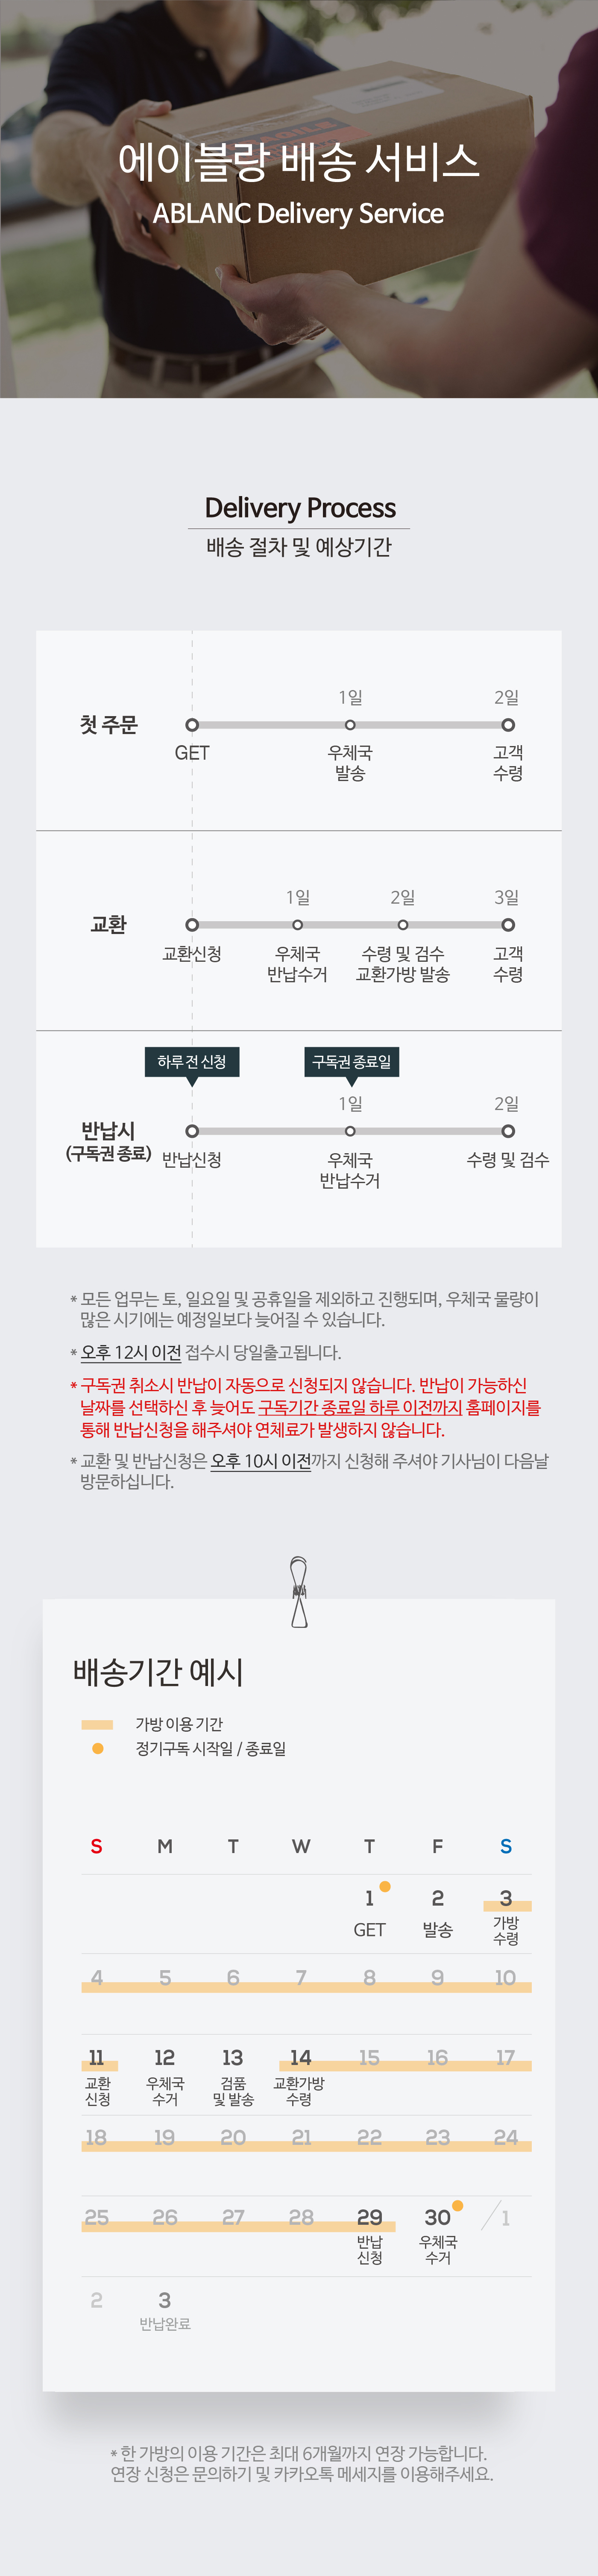 에이블랑 배송 서비스
ABLANC Delivery Service
Delivery Process
배송 절차 및 예상기간
첫 주문
1일
2일
GET
우체국
발송
고객
수령
교환
1일
2일
3일
교환신청
우체국
반납수거
수령 및 검수
교환가방 발송
고객
수령
하루 전 신청
구독권 종료일
반납시
(구독권 종료)
1일
2일
반납신청
우체국
반납수거
수령 및 검수
* 모든 업무는 토, 일요일 및 공휴일을 제외하고 진행되며, 우체국 물량이
많은 시기에는 예정일보다 늦어질 수 있습니다.
* 오후 12시 이전 접수시 당일출고됩니다.
* 구독권 취소시 반납이 자동으로 신청되지 않습니다. 반납이 가능하신
날짜를 선택하신 후 늦어도 구독기간 종료일 하루 이전까지 홈페이지를
통해 반납신청을 해주셔야 연체료가 발생하지 않습니다.
* 교환 및 반납신청은 오후 10시 이전까지 신청해 주셔야 기사님이 다음날
방문하십니다.
배송기간 예시
가방 이용 기간
정기구독 시작일 / 종료일
S M T W T F S
1 2 3
GET 발송 가방
수령
4 5 6 7 8 9 10
11 12 13 14 15 16 17
교환 우체국 검품 교환가방
신청 수거 및 발송 수령
18 19 20 21 22 23 24
25 26 27 28 29 30 / 1
반납 우체국
신청 수거
2 3
반납완료
* 한 가방의 이용 기간은 최대 6개월까지 연장 가능합니다.
연장 신청은 문의하기 및 카카오톡 메세지를 이용해주세요.